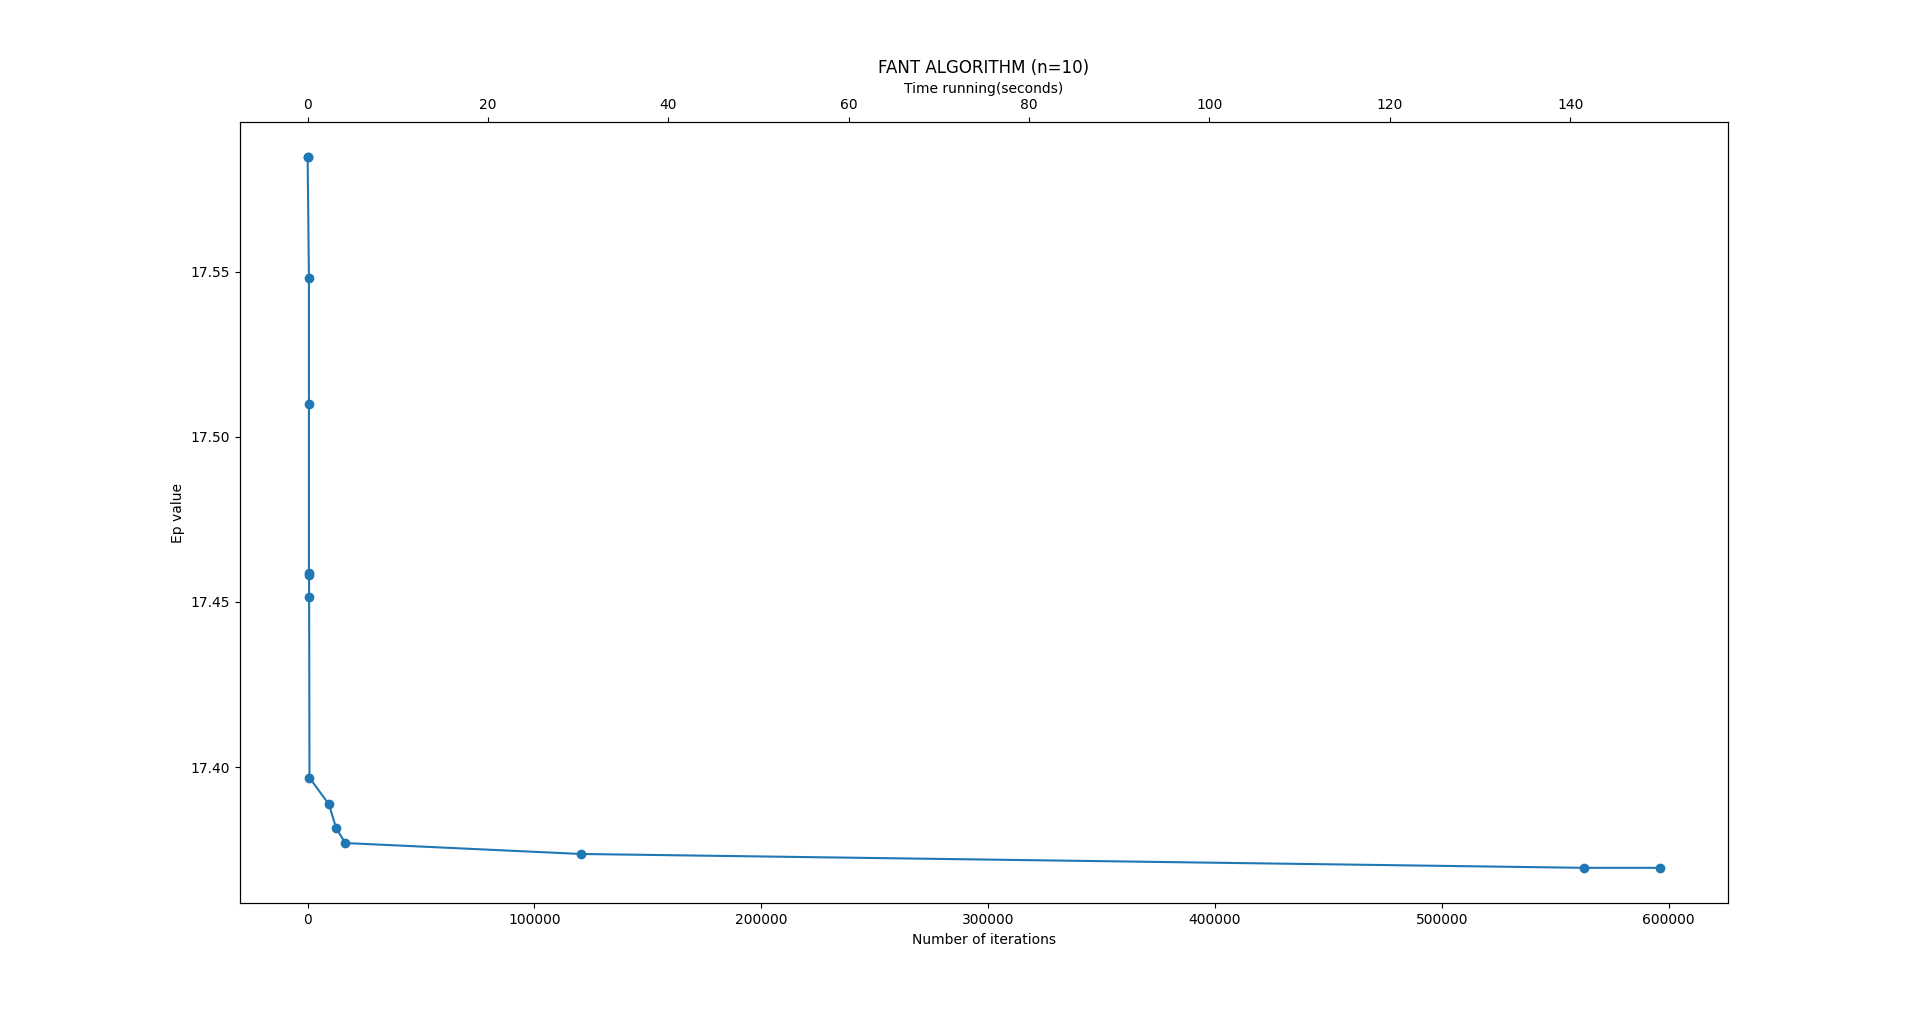 FANT ALGORITHM (n=10)
Time running(seconds)
0 20 40 60 80 100 120 140
17.55
17.50
Ep value
17.45
17.40
0 100000 200000 300000 400000 500000 600000
Number of iterations